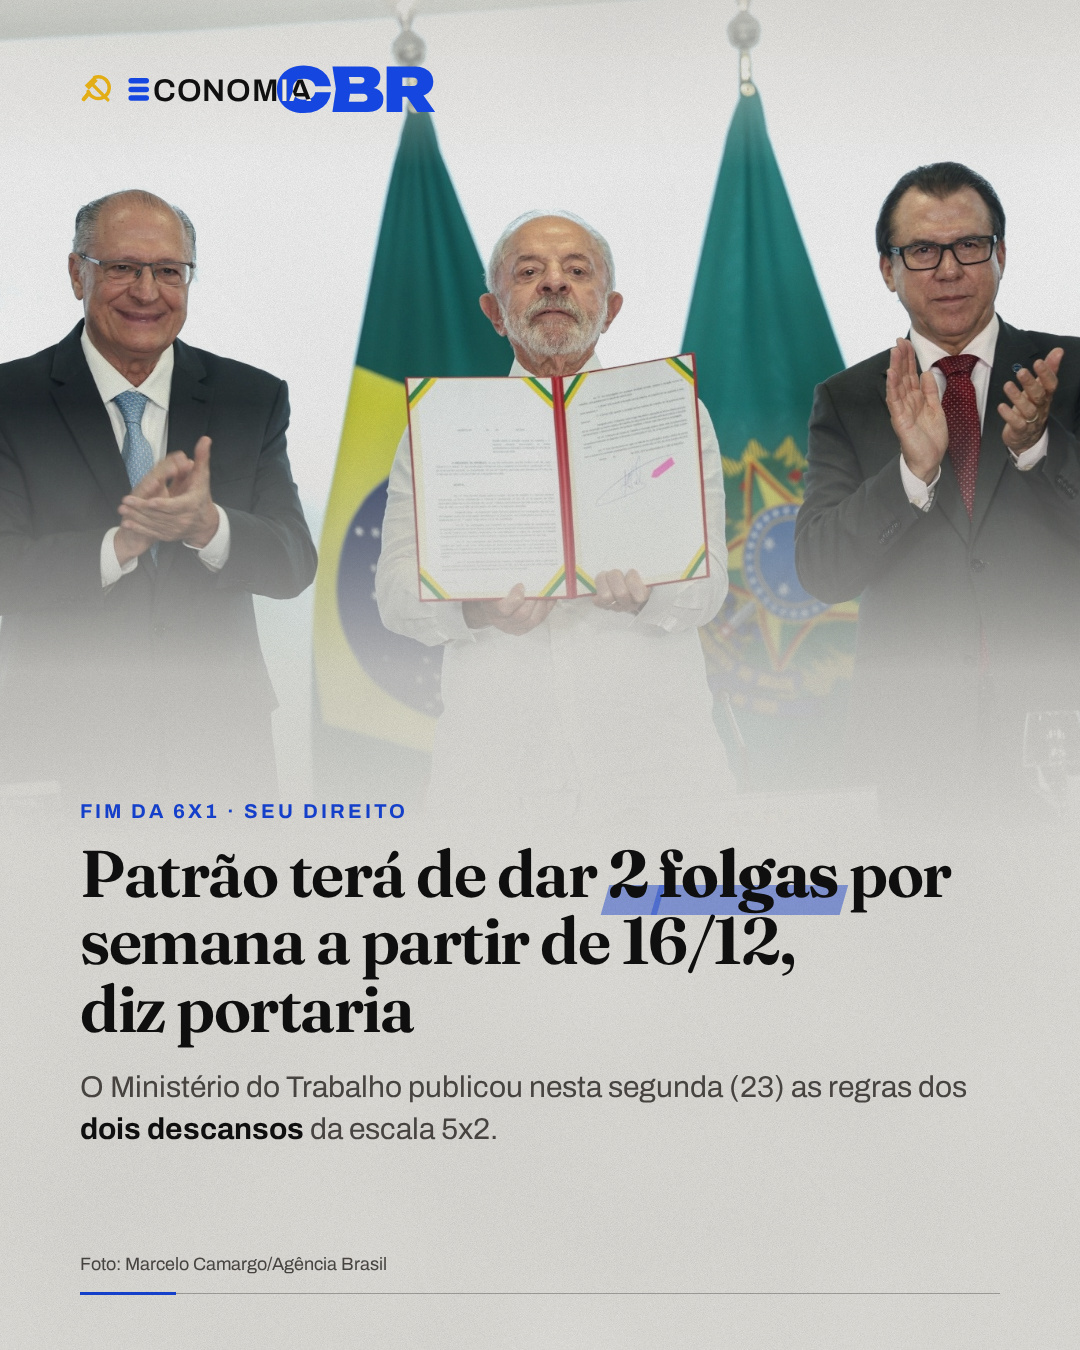 ECONOMIA CBR
FIM DA 6X1 · SEU DIREITO
Patrão terá de dar 2 folgas por
semana a partir de 16/12,
diz portaria
O Ministério do Trabalho publicou nesta segunda (23) as regras dos
dois descansos da escala 5x2.
Foto: Marcelo Camargo/Agência Brasil